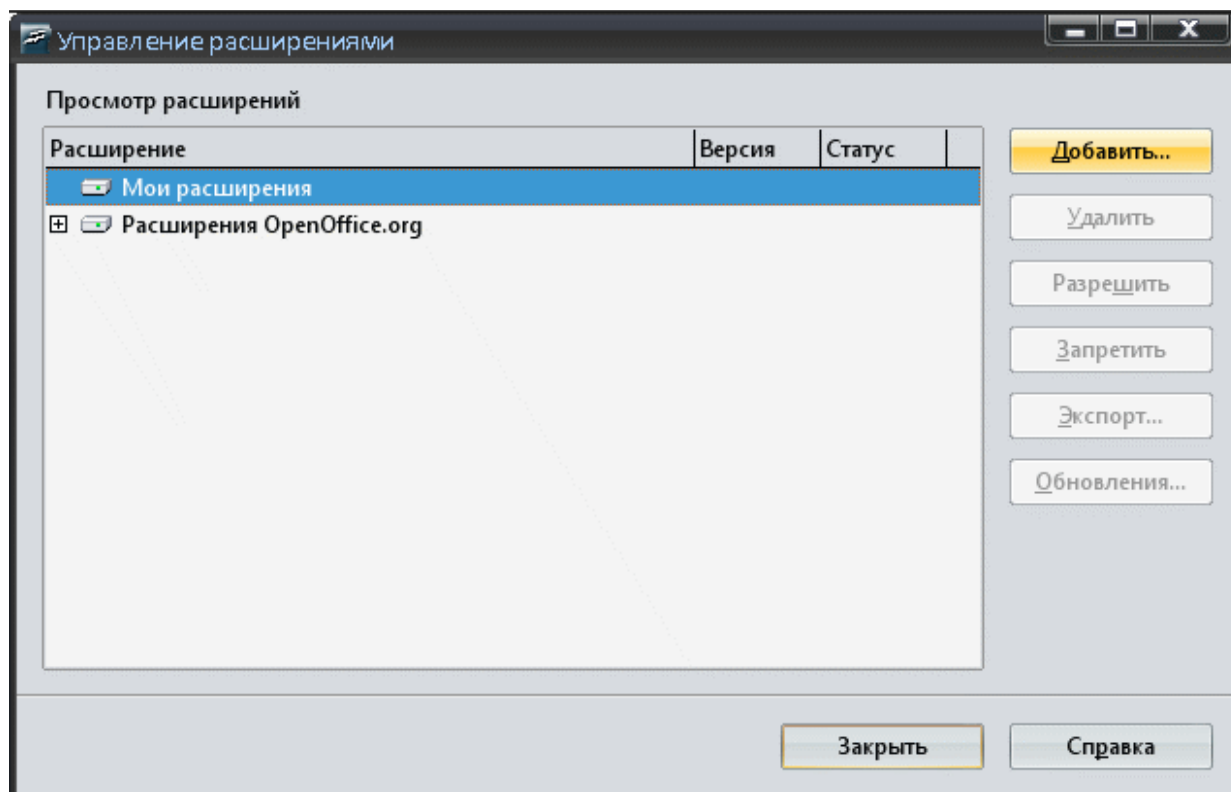 Управление расширениями
Просмотр расширений
Расширение Версия Статус
Мои расширения
Расширения OpenOffice.org
Добавить...
Удалить
Разрешить
Запретить
Экспорт...
Обновления...
Закрыть Справка